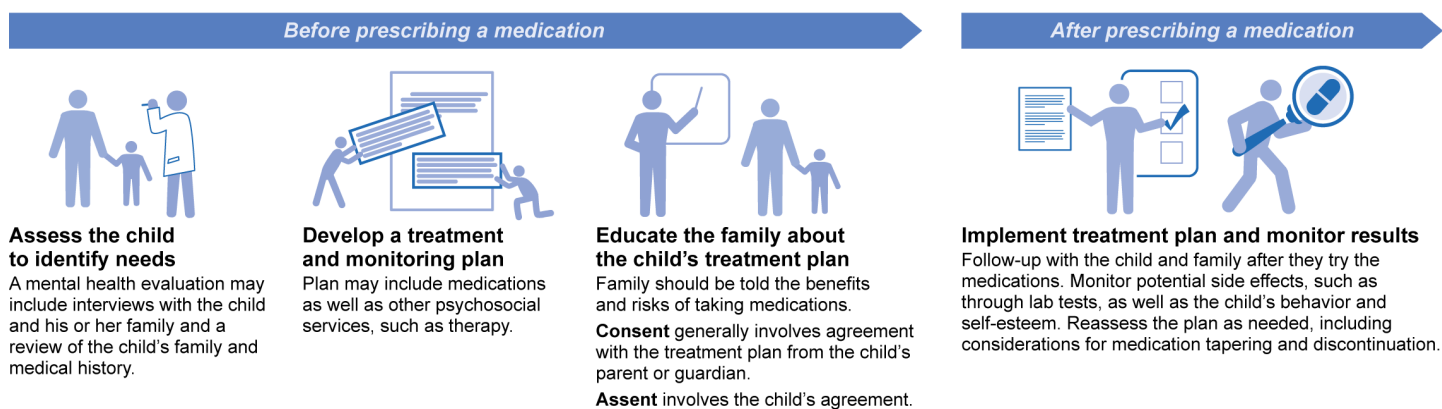 Before prescribing a medication
After prescribing a medication
Assess the child
to identify needs
A mental health evaluation may
include interviews with the child
and his or her family and a
review of the child's family and
medical history.
Develop a treatment
and monitoring plan
Plan may include medications
as well as other psychosocial
services, such as therapy.
Educate the family about
the child's treatment plan
Family should be told the benefits
and risks of taking medications.
Consent generally involves agreement
with the treatment plan from the child's
parent or guardian.
Assent involves the child's agreement.
Implement treatment plan and monitor results
Follow-up with the child and family after they try the
medications. Monitor potential side effects, such as
through lab tests, as well as the child's behavior and
self-esteem. Reassess the plan as needed, including
considerations for medication tapering and discontinuation.